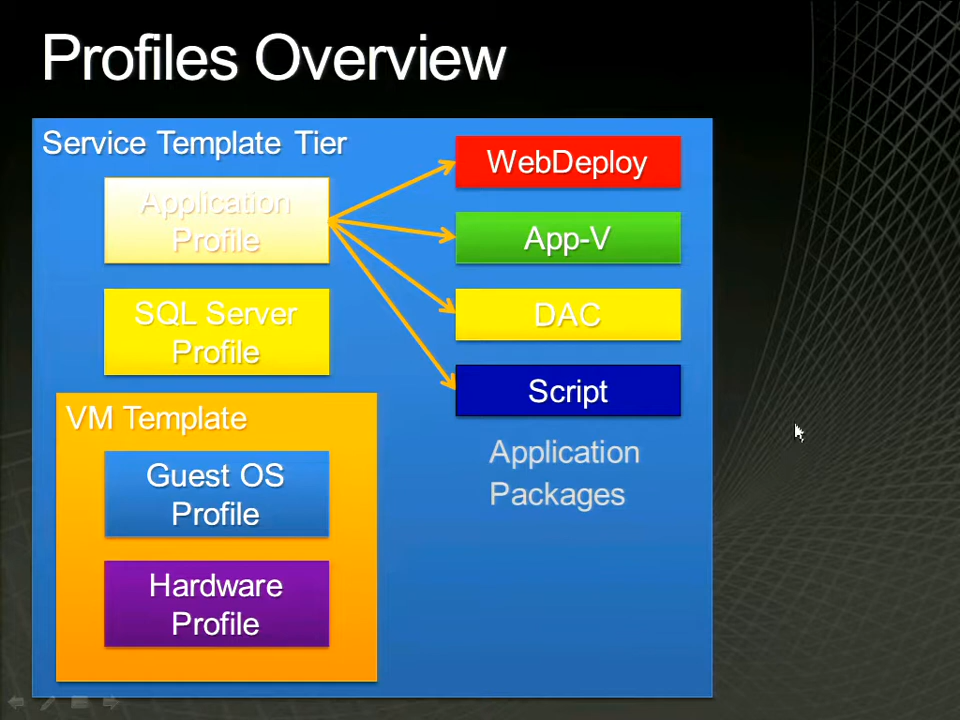 Profiles Overview
Service Template Tier
Application
Profile
SQL Server
Profile
VM Template
Guest OS
Profile
Hardware
Profile
WebDeploy
App-V
DAC
Script
Application
Packages